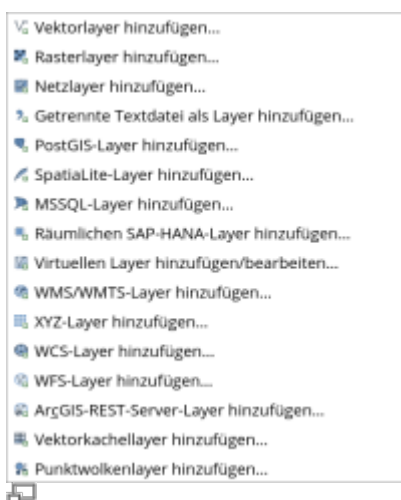 Vektorlayer hinzufügen...
Rasterlayer hinzufügen...
Netzlayer hinzufügen...
Getrennte Textdatei als Layer hinzufügen...
PostGIS-Layer hinzufügen...
SpatiaLite-Layer hinzufügen...
MSSQL-Layer hinzufügen...
Räumlichen SAP-HANA-Layer hinzufügen...
Virtuellen Layer hinzufügen/bearbeiten...
WMS/WMTS-Layer hinzufügen...
XYZ-Layer hinzufügen...
WCS-Layer hinzufügen...
WFS-Layer hinzufügen...
ArcGIS-REST-Server-Layer hinzufügen...
Vektorkachellayer hinzufügen...
Punktwolkenlayer hinzufügen...